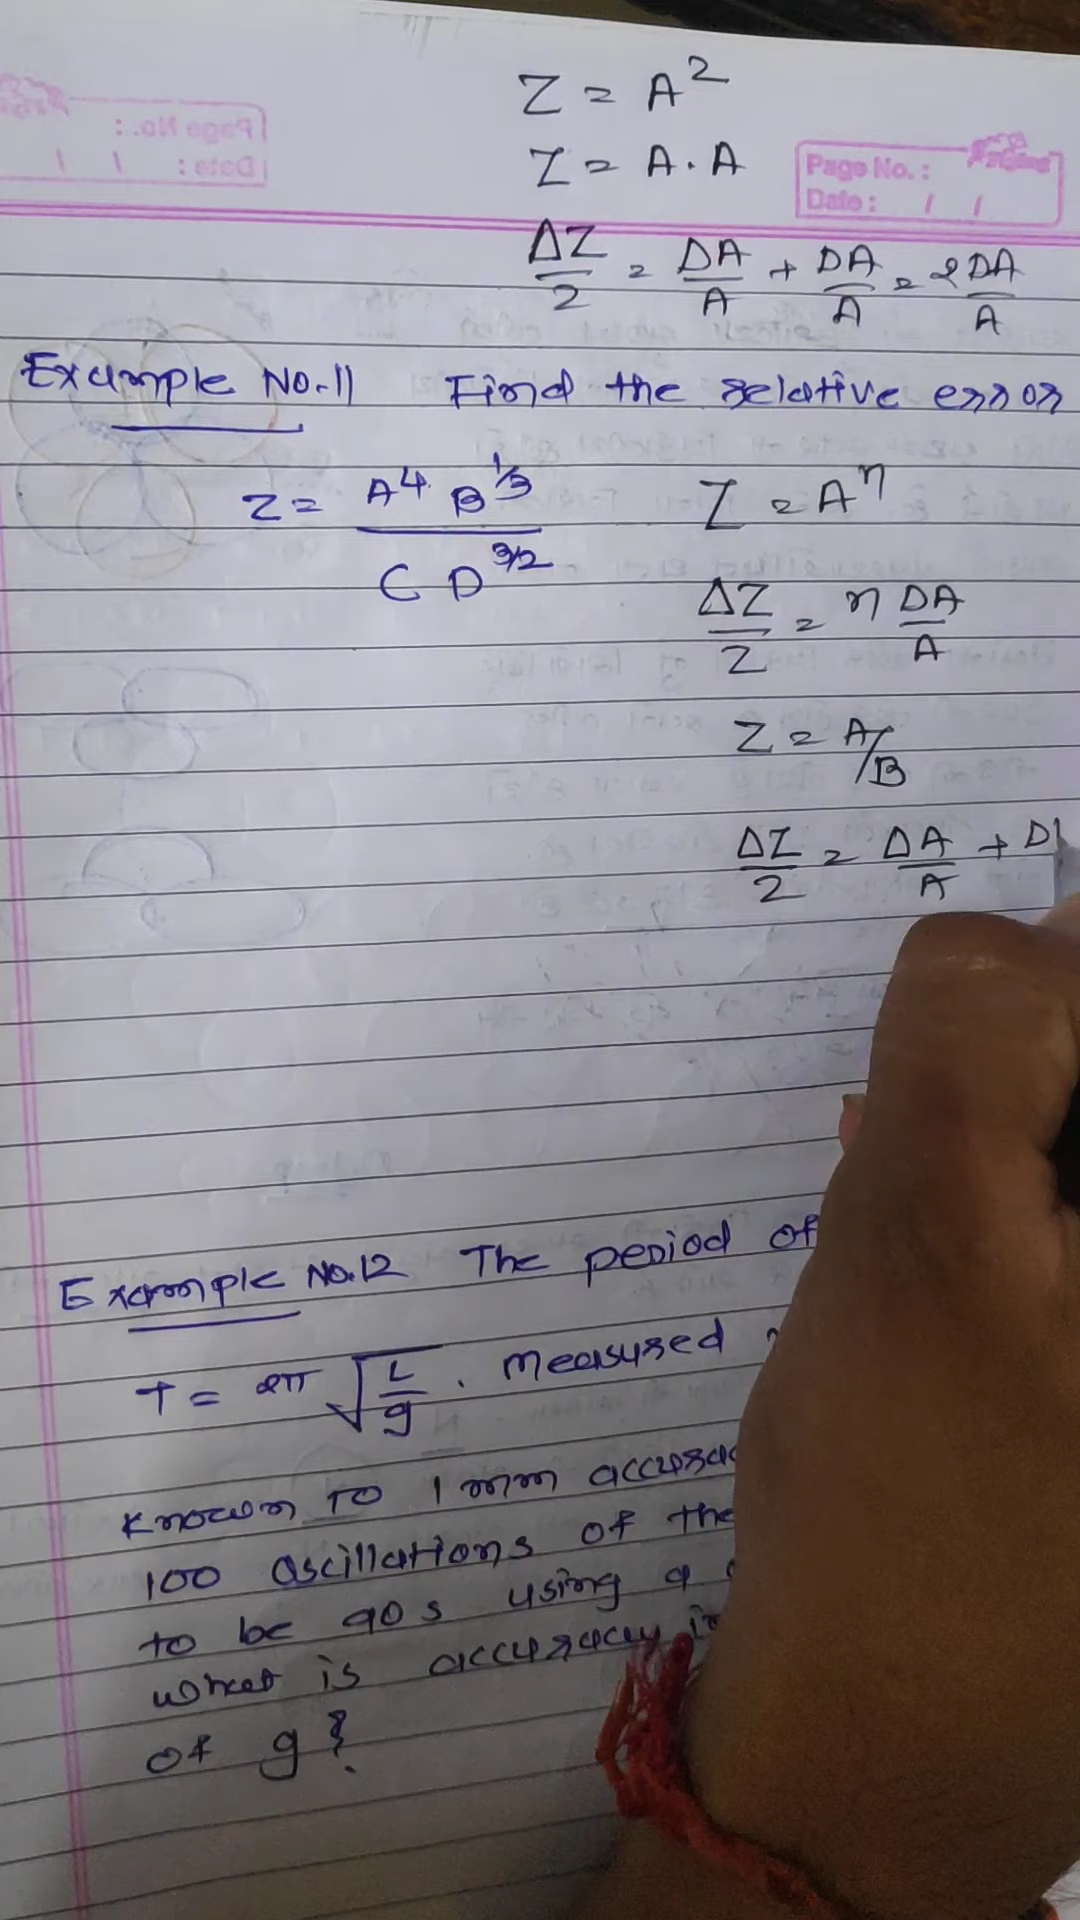 Z = A²
Z = A . A
Page No. :
Date : / /
ΔZ/Z = ΔA/A + ΔA/A = 2ΔA/A
Example No.11 Find the relative error
Z = A⁴ B^1/3 / C D^3/2
Z = Aⁿ
ΔZ/Z = n ΔA/A
Z = A/B
ΔZ/Z = ΔA/A + Δ
Example No.12 The period of
T = 2π √(L/g) . Measured
known to 1 mm
100 oscillations of the
to be 90s using a
what is accuracy in
of g?